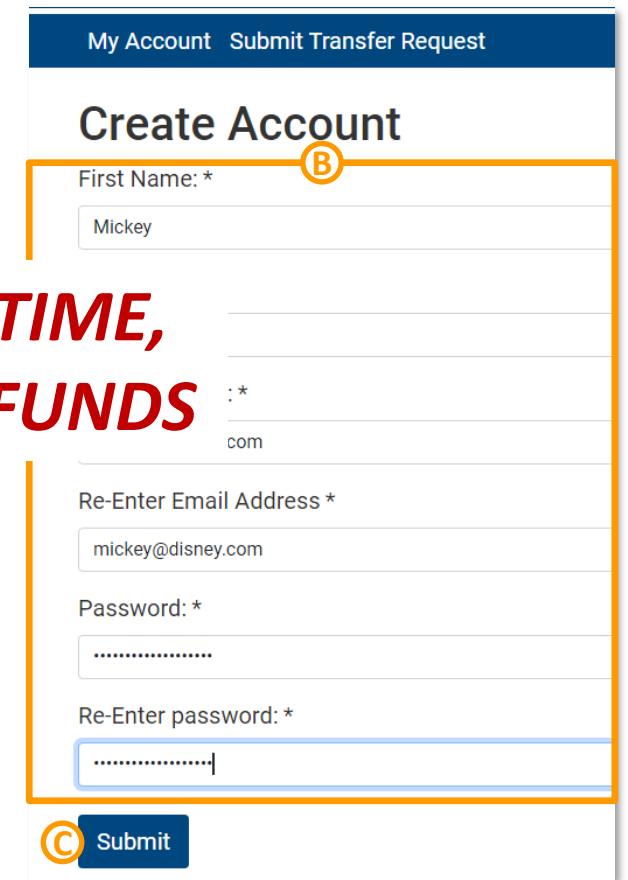 My Account Submit Transfer Request
Create Account
B
First Name: *
Mickey
TIME,
FUNDS
: *
com
Re-Enter Email Address *
mickey@disney.com
Password: *
•••••••••••••••••••
Re-Enter password: *
•••••••••••••••••••
C
Submit